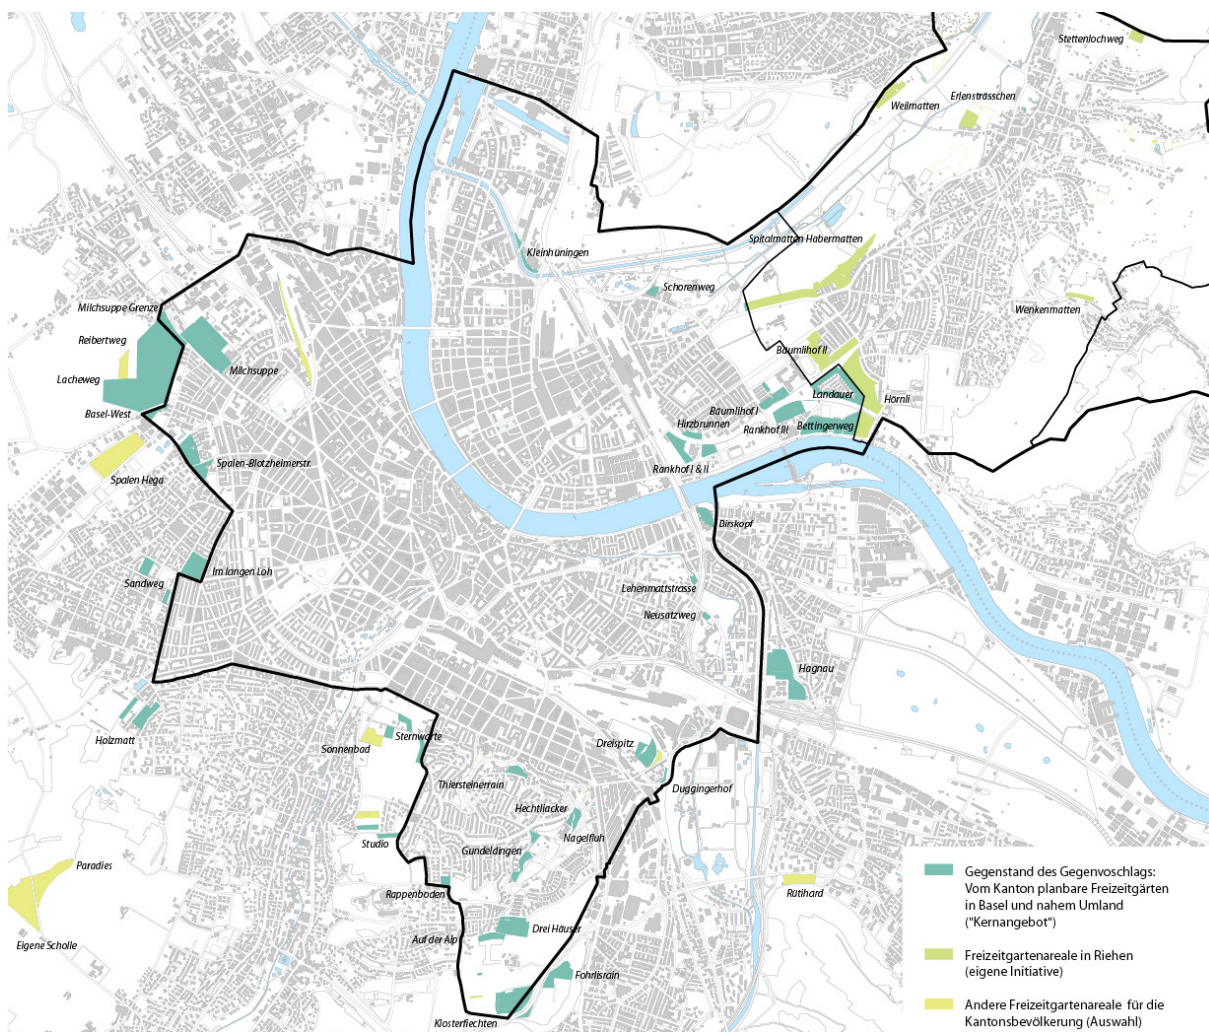 Stettenlochweg
Weilmatten
Erlensträsschen
Spitalmatten Habermatten
Kleinhüningen
Schorenweg
Wenkenmatten
Milchsuppe Grenze
Reibertweg
Milchsuppe
Lacheweg
Basel-West
Bäumlihof II
Landauer
Hörnli
Bäumlihof I
Hirzbrunnen
Rankhof III
Bettingerweg
Rankhof I & II
Spalen-Blotzheimerstr.
Spalen Hega
Birskopf
Im langen Loh
Sandweg
Lehenmattstrasse
Neusatzweg
Hagnau
Holzmatt
Sonnenbad
Sternwarte
Dreispitz
Thiersteinerrain
Duggingerhof
Hechtliacker
Nagelfluh
Studio
Gundeldingen
Paradies
Rappenboden
Rütihard
Eigene Scholle
Auf der Alp
Drei Häuser
Fohrlisrain
Klosterfiechten
Gegenstand des Gegenvoschlags:
Vom Kanton planbare Freizeitgärten
in Basel und nahem Umland
("Kernangebot")
Freizeitgartenareale in Riehen
(eigene Initiative)
Andere Freizeitgartenareale für die
Kantonsbevölkerung (Auswahl)